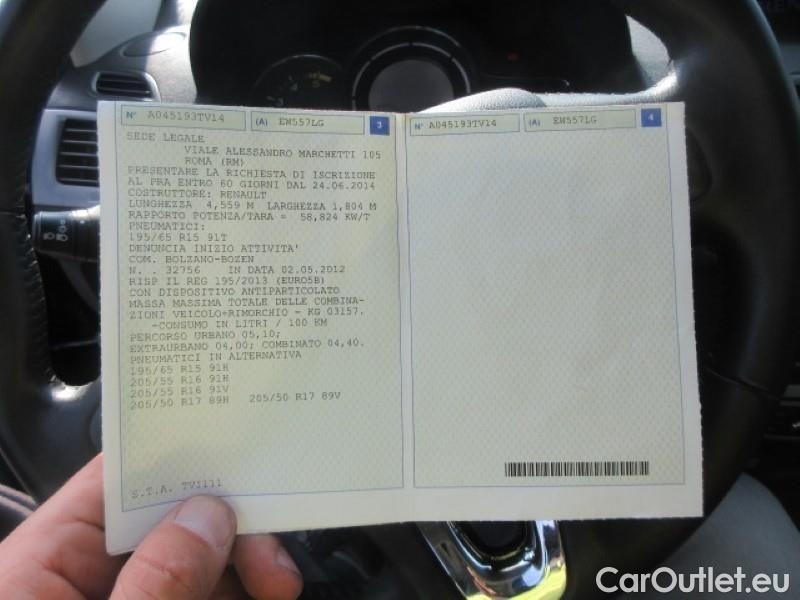 N° A045193TV14 (A) EW557LG 3
SEDE LEGALE
VIALE ALESSANDRO MARCHETTI 105
ROMA (RM)
PRESENTARE LA RICHIESTA DI ISCRIZIONE
AL PRA ENTRO 60 GIORNI DAL 24.06.2014
COSTRUTTORE: RENAULT
LUNGHEZZA 4,559 M LARGHEZZA 1,804 M
RAPPORTO POTENZA/TARA = 58,824 KW/T
PNEUMATICI:
195/65 R15 91T
DENUNCIA INIZIO ATTIVITA'
COM. BOLZANO-BOZEN
N. . 32756 IN DATA 02.05.2012
RISP IL REG 195/2013 (EURO5B)
CON DISPOSITIVO ANTIPARTICOLATO
MASSA MASSIMA TOTALE DELLE COMBINA-
ZIONI VEICOLO+RIMORCHIO = KG 03157.
-CONSUMO IN LITRI / 100 KM
PERCORSO URBANO 05,10;
EXTRAURBANO 04,00; COMBINATO 04,40.
PNEUMATICI IN ALTERNATIVA
195/65 R15 91H
205/55 R16 91H
205/55 R16 91V
205/50 R17 89H 205/50 R17 89V
S.T.A. TV1111
N° A045193TV14 (A) EW557LG 4
CarOutlet.eu